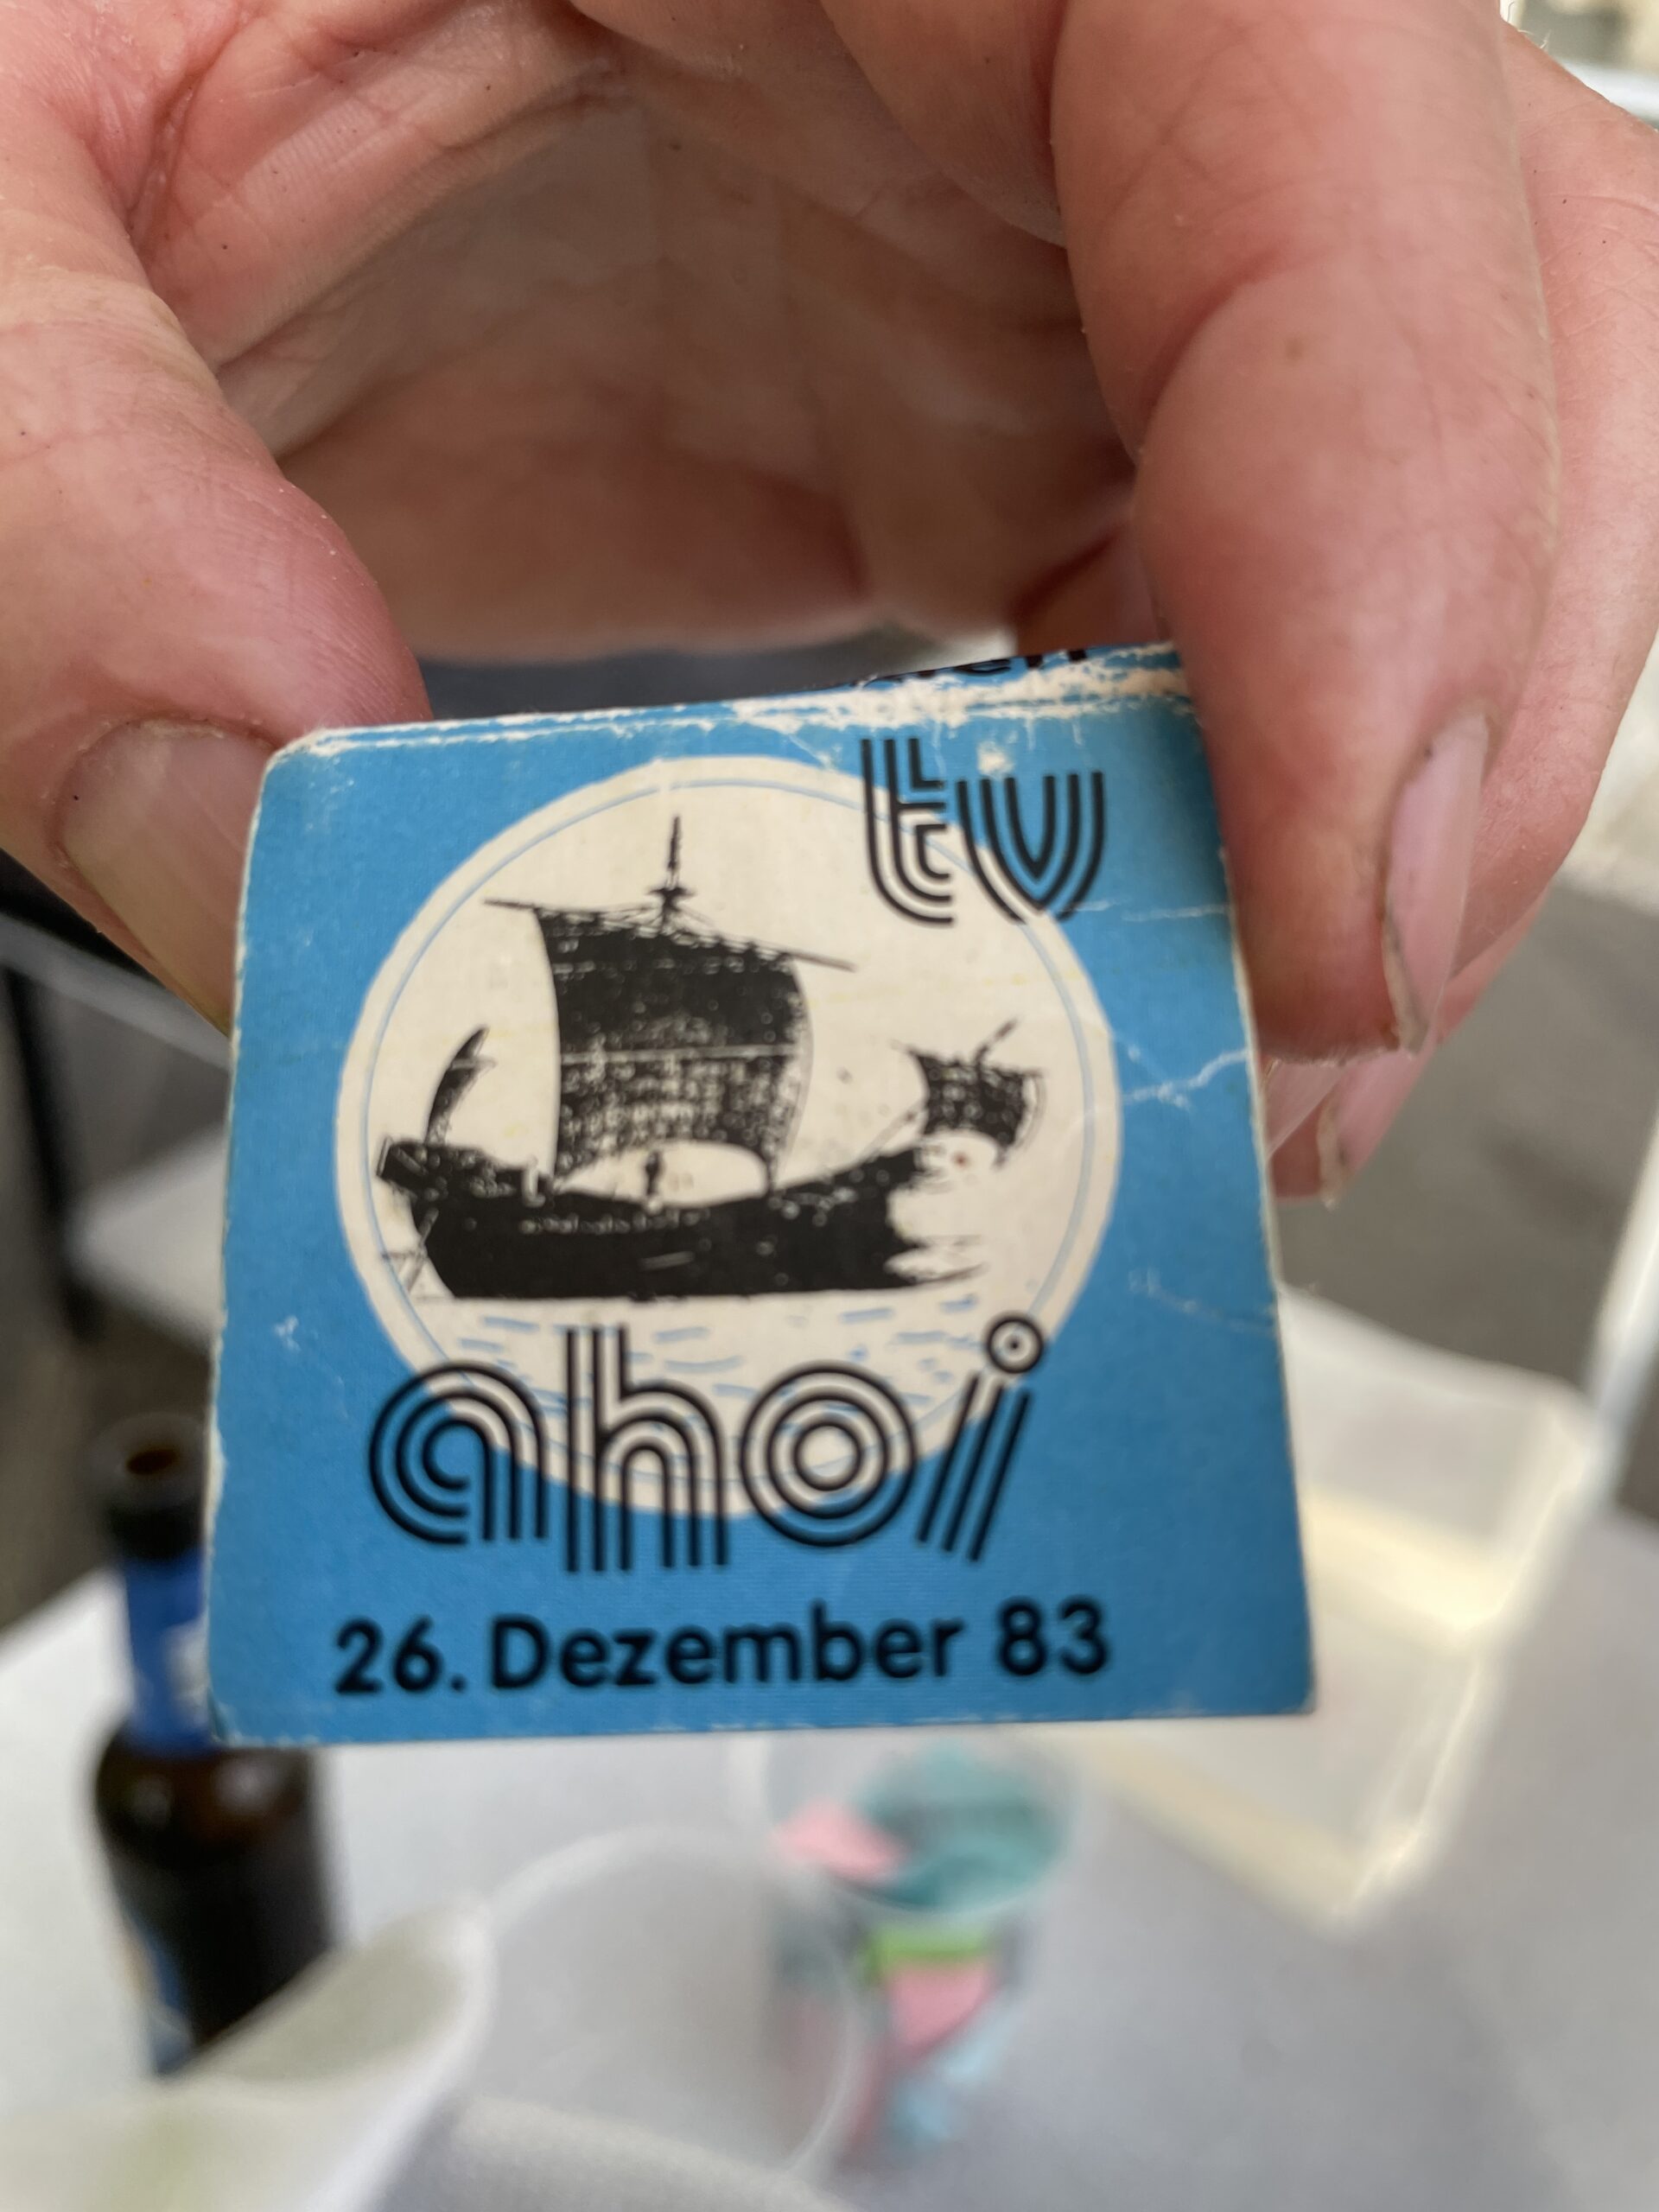 tv
ahoi
26. Dezember 83